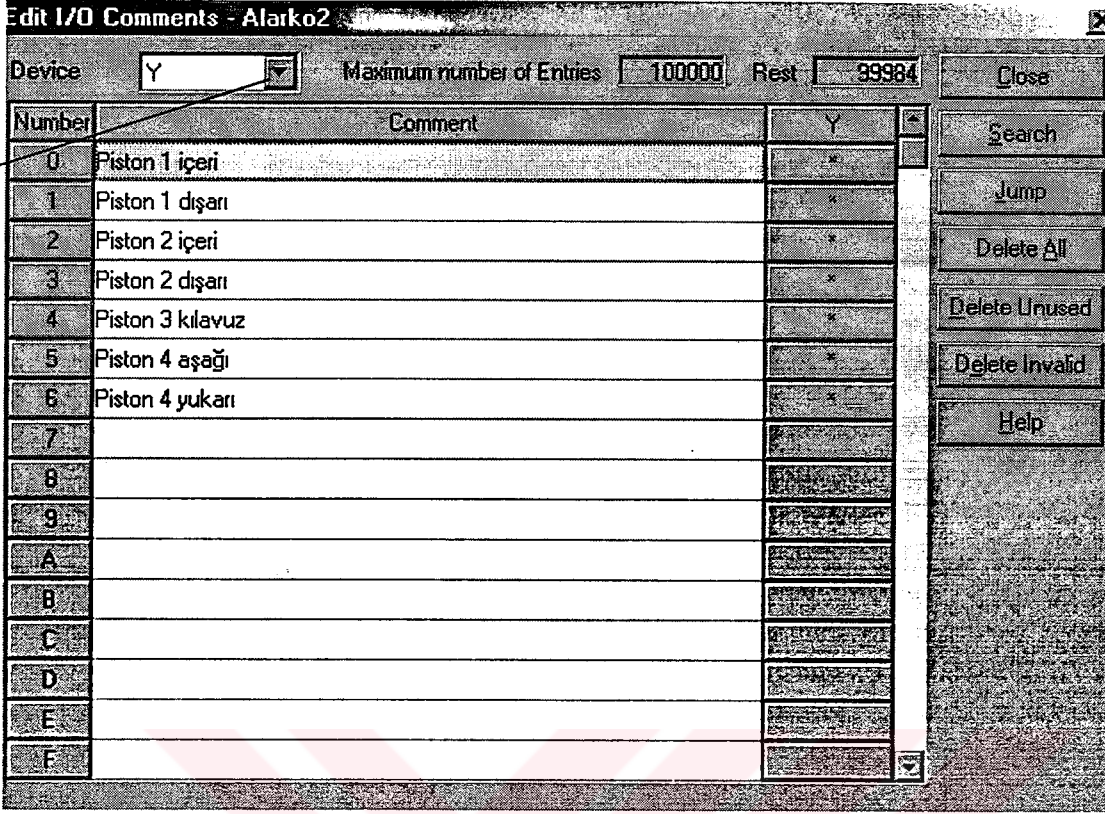 Edit I/O Comments - Alarko2
Device Y Maximum number of Entries 100000 Rest 99984 Close
Number Comment Y Search
0 Piston 1 içeri *
1 Piston 1 dışarı * Jump
2 Piston 2 içeri * Delete All
3 Piston 2 dışarı *
4 Piston 3 kılavuz * Delete Unused
5 Piston 4 aşağı * Delete Invalid
6 Piston 4 yukarı *
7 Help
8
9
A
B
C
D
E
F